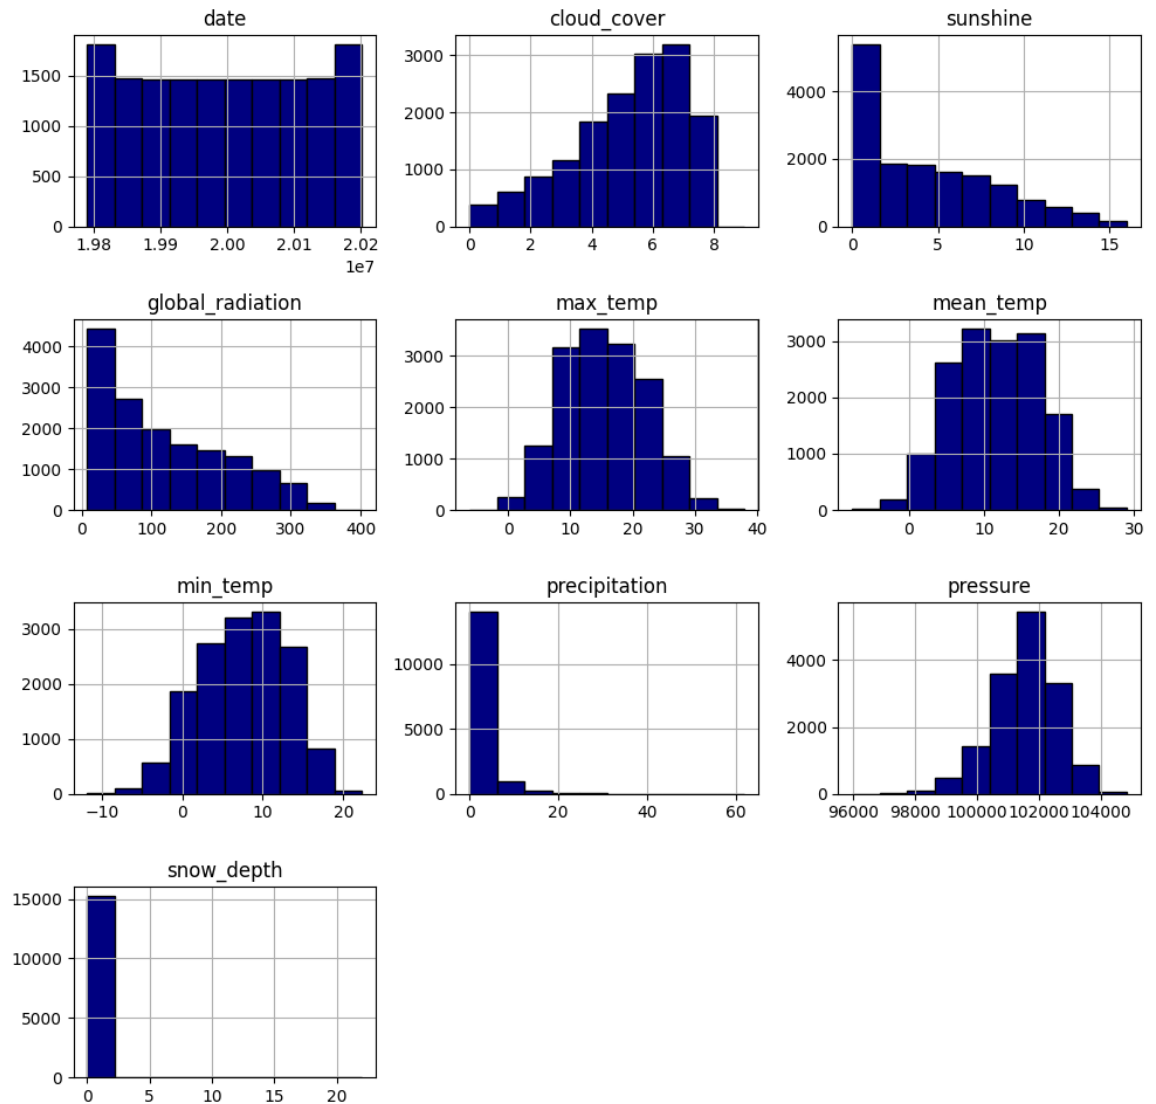 date cloud_cover sunshine
1500
1000
500
0
1.98 1.99 2.00 2.01 2.02
1e7
3000
2000
1000
0
0 2 4 6 8
4000
2000
0
0 5 10 15
global_radiation max_temp mean_temp
4000
3000
2000
1000
0
0 100 200 300 400
3000
2000
1000
0
0 10 20 30 40
3000
2000
1000
0
0 10 20 30
min_temp precipitation pressure
3000
2000
1000
0
−10 0 10 20
10000
5000
0
0 20 40 60
4000
2000
0
96000 98000 100000 102000 104000
snow_depth
15000
10000
5000
0
0 5 10 15 20